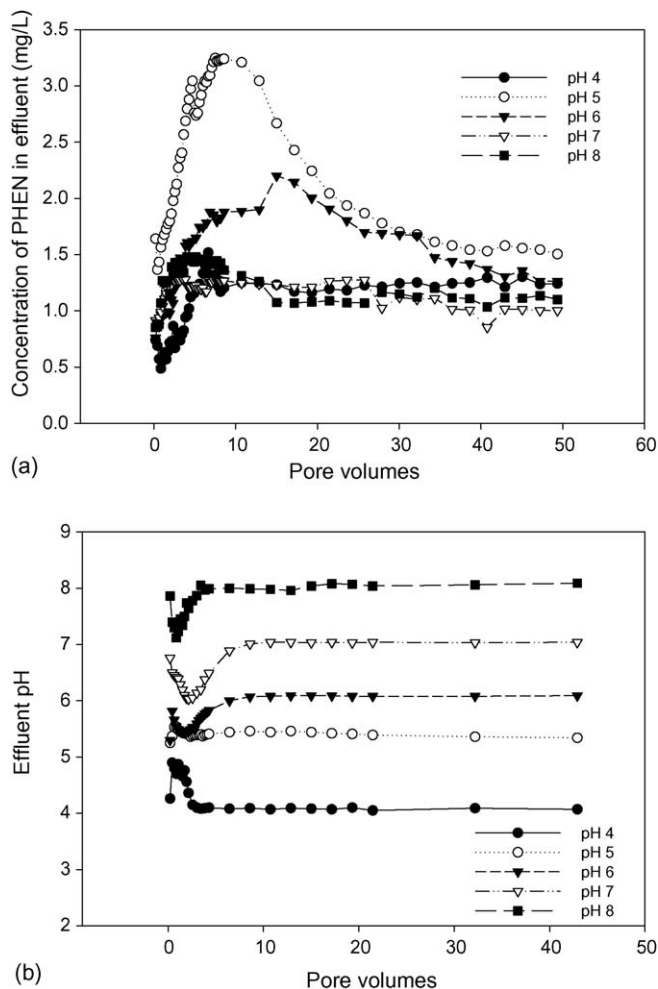 Concentration of PHEN in effluent (mg/L)
3.5
3.0
2.5
2.0
1.5
1.0
0.5
0.0
pH 4
pH 5
pH 6
pH 7
pH 8
0 10 20 30 40 50 60
Pore volumes
(a)
Effluent pH
9
8
7
6
5
4
3
2
pH 4
pH 5
pH 6
pH 7
pH 8
0 10 20 30 40 50
Pore volumes
(b)